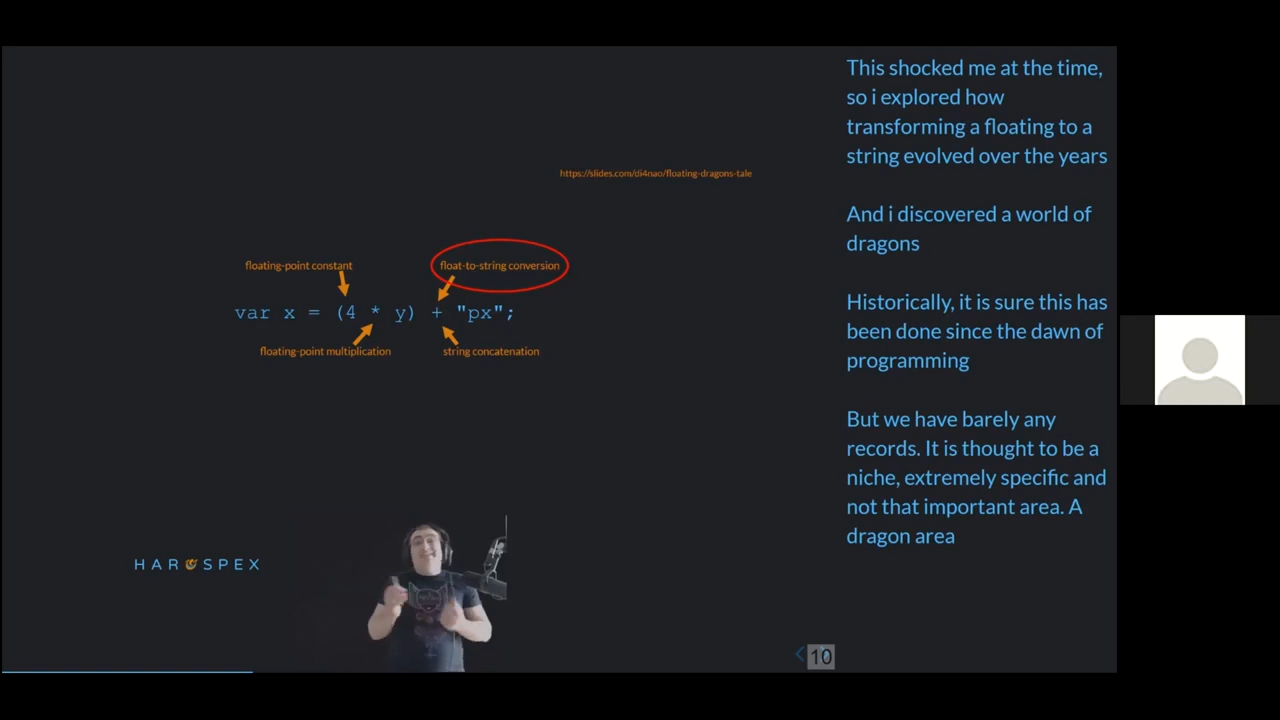 https://slides.com/di4nao/floating-dragons-tale
floating-point constant
float-to-string conversion
var x = (4 * y) + "px";
floating-point multiplication
string concatenation
HARSPEX
10
This shocked me at the time,
so i explored how
transforming a floating to a
string evolved over the years
And i discovered a world of
dragons
Historically, it is sure this has
been done since the dawn of
programming
But we have barely any
records. It is thought to be a
niche, extremely specific and
not that important area. A
dragon area